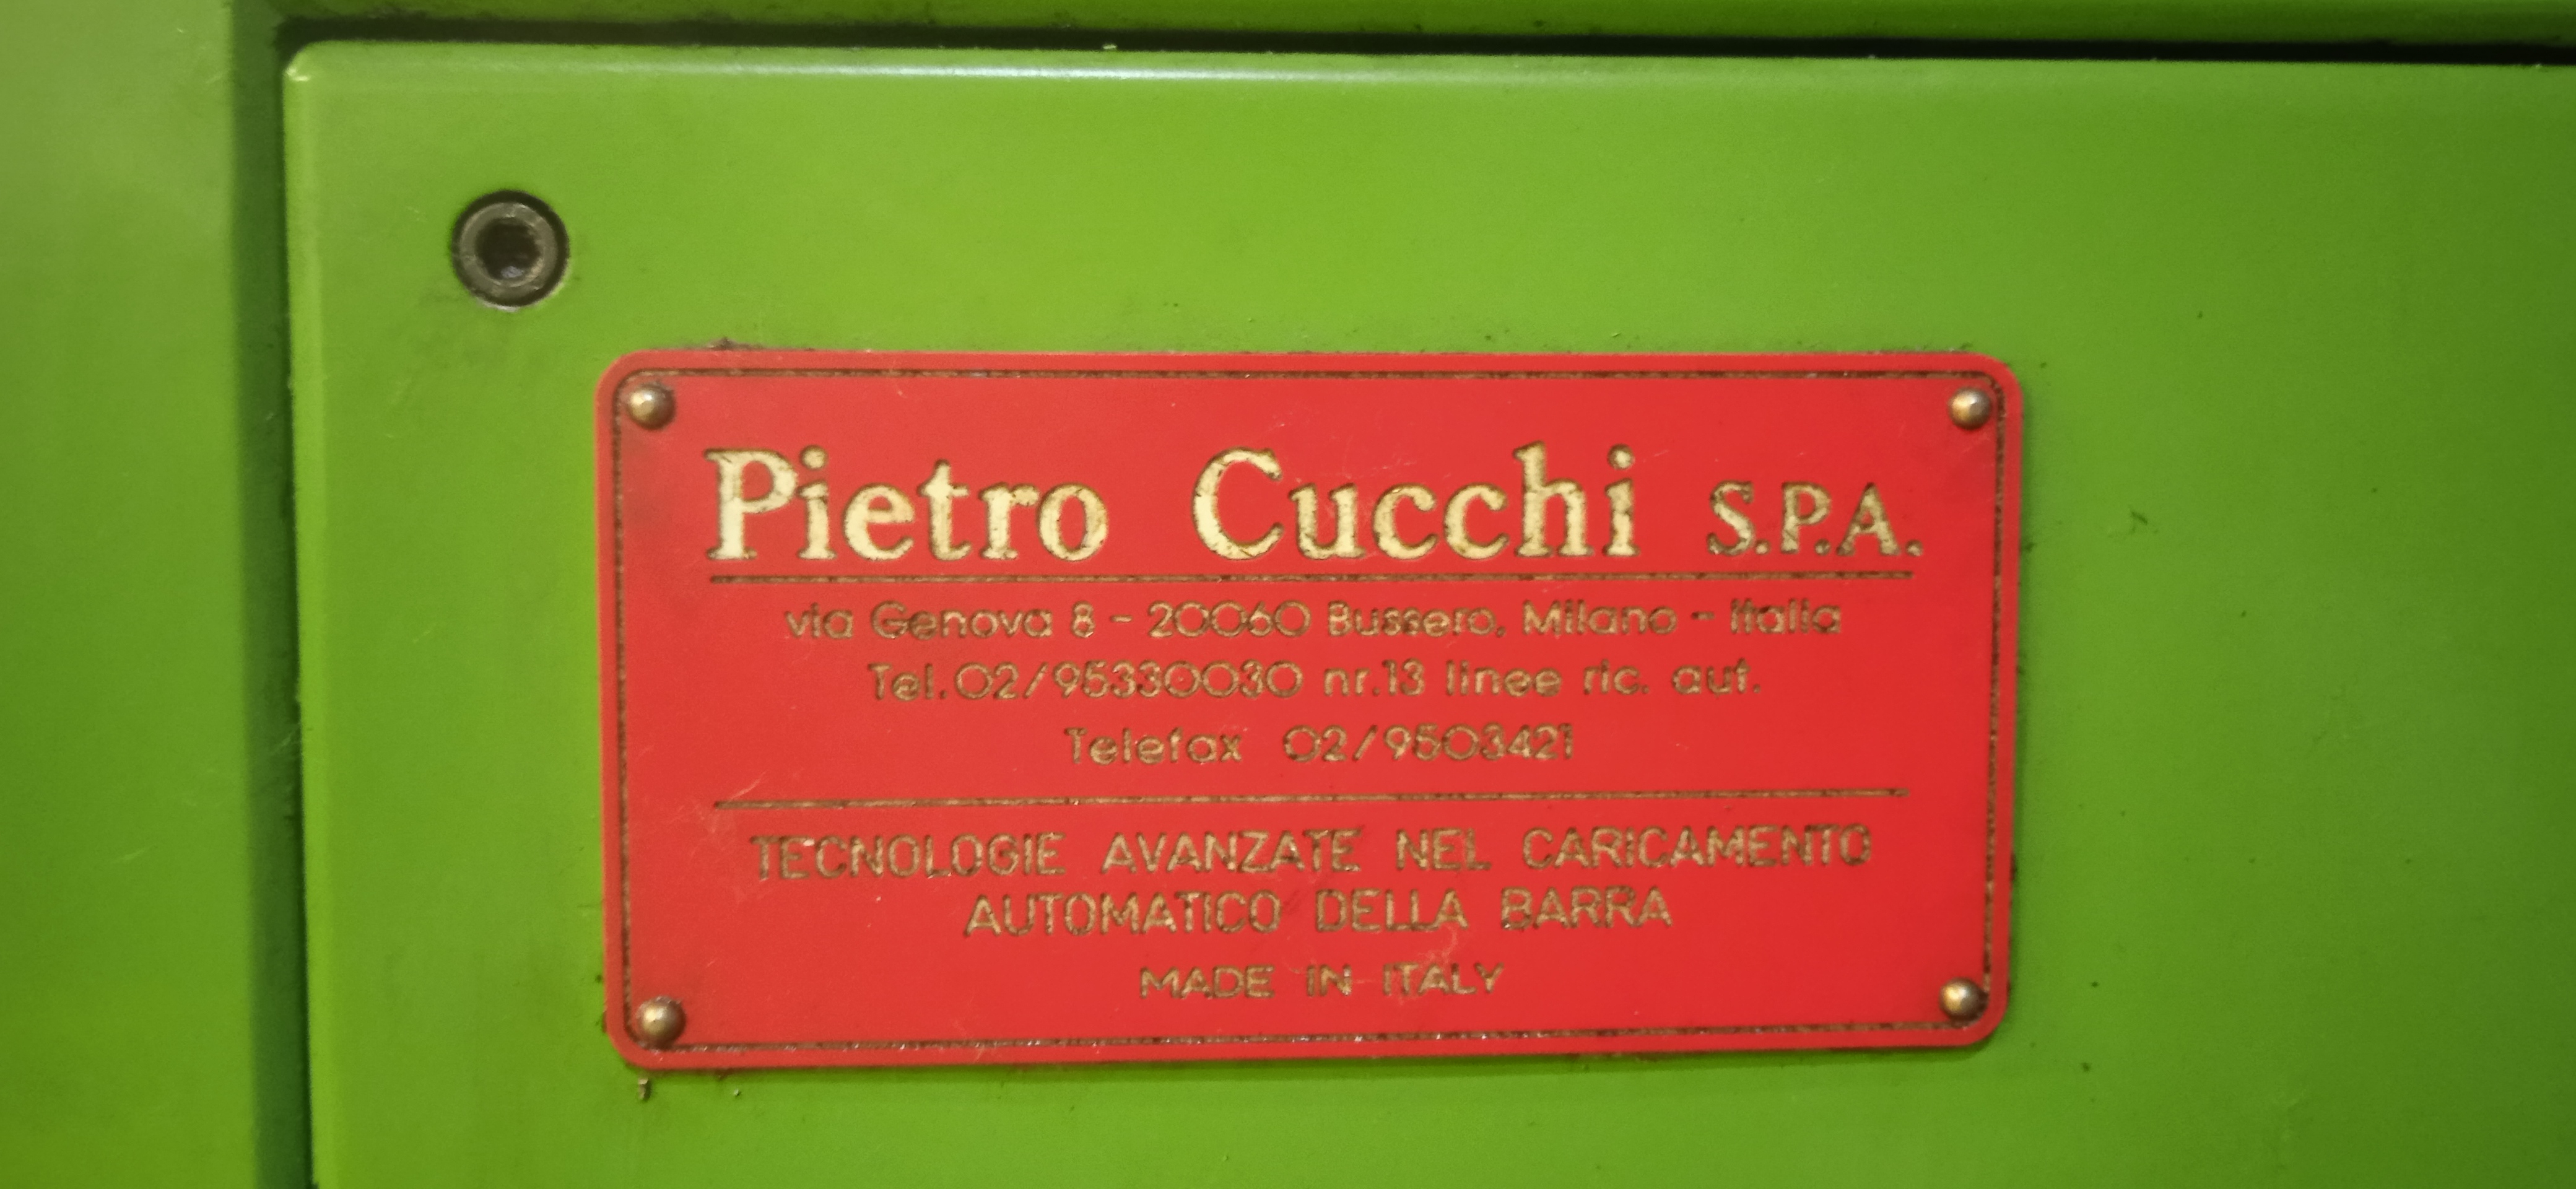 Pietro Cucchi S.P.A.
via Genova 8 - 20060 Bussero, Milano - Italia
Tel.02/95330030 nr.13 linee ric. aut.
Telefax 02/9503421
TECNOLOGIE AVANZATE NEL CARICAMENTO
AUTOMATICO DELLA BARRA
MADE IN ITALY